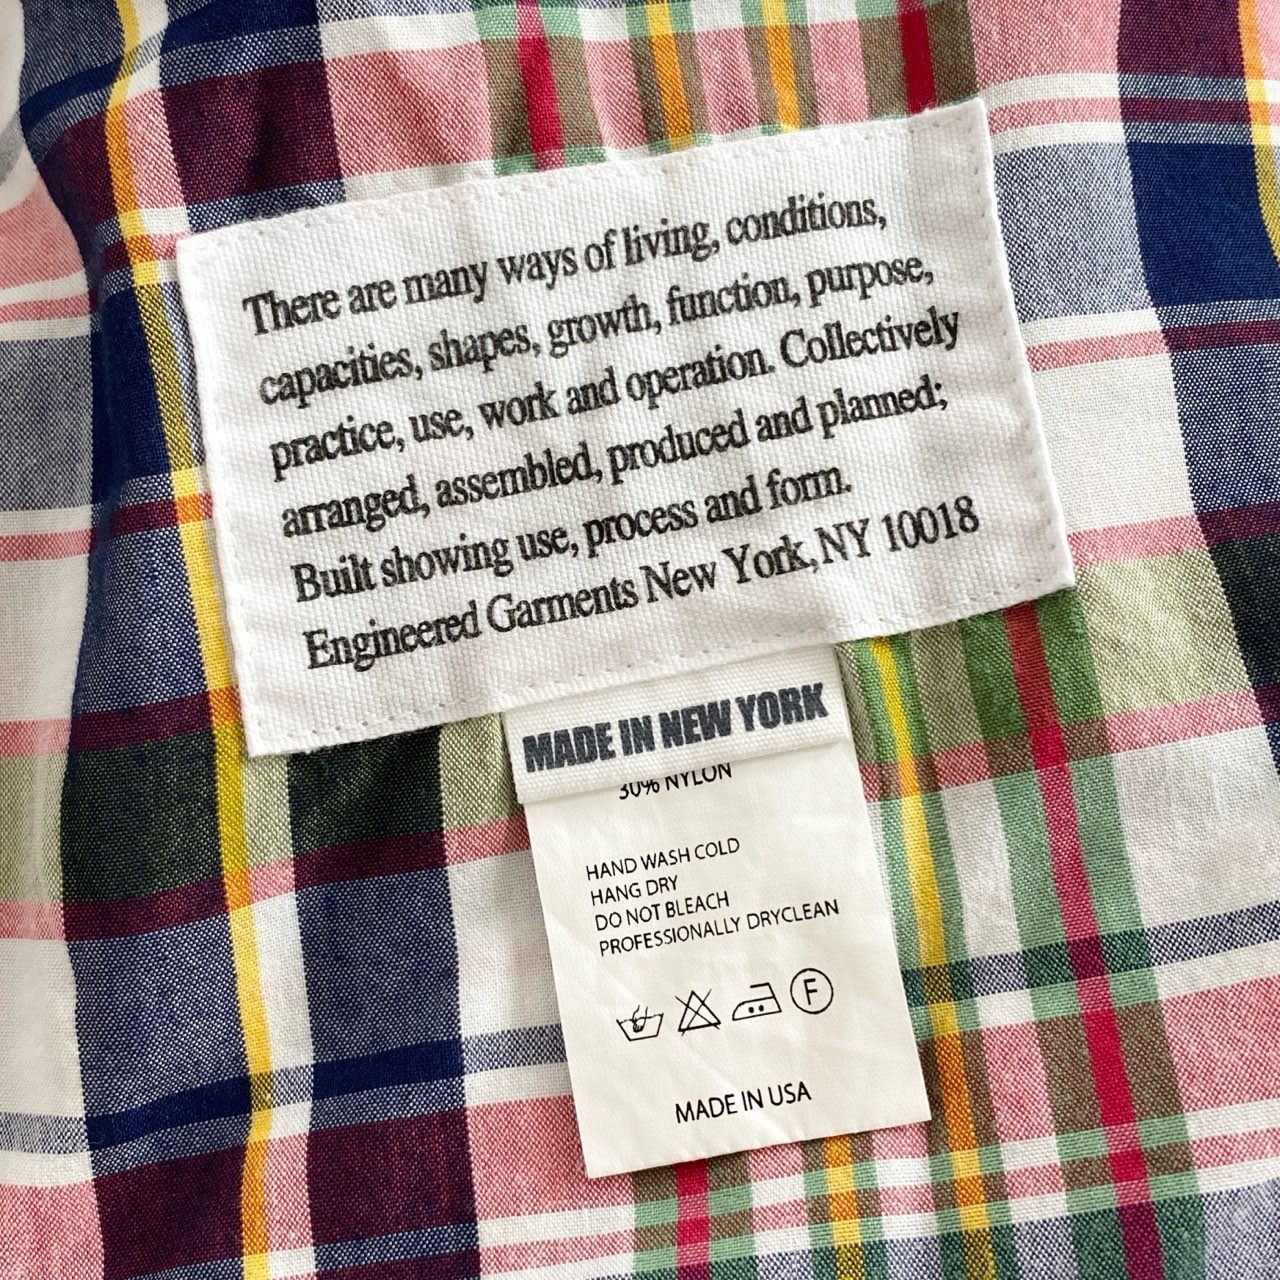 There are many ways of living, conditions,
capacities, shapes, growth, function, purpose,
practice, use, work and operation. Collectively
arranged, assembled, produced and planned;
Built showing use, process and form.
Engineered Garments New York, NY 10018
MADE IN NEW YORK
30% NYLON
HAND WASH COLD
HANG DRY
DO NOT BLEACH
PROFESSIONALLY DRYCLEAN
F
MADE IN USA